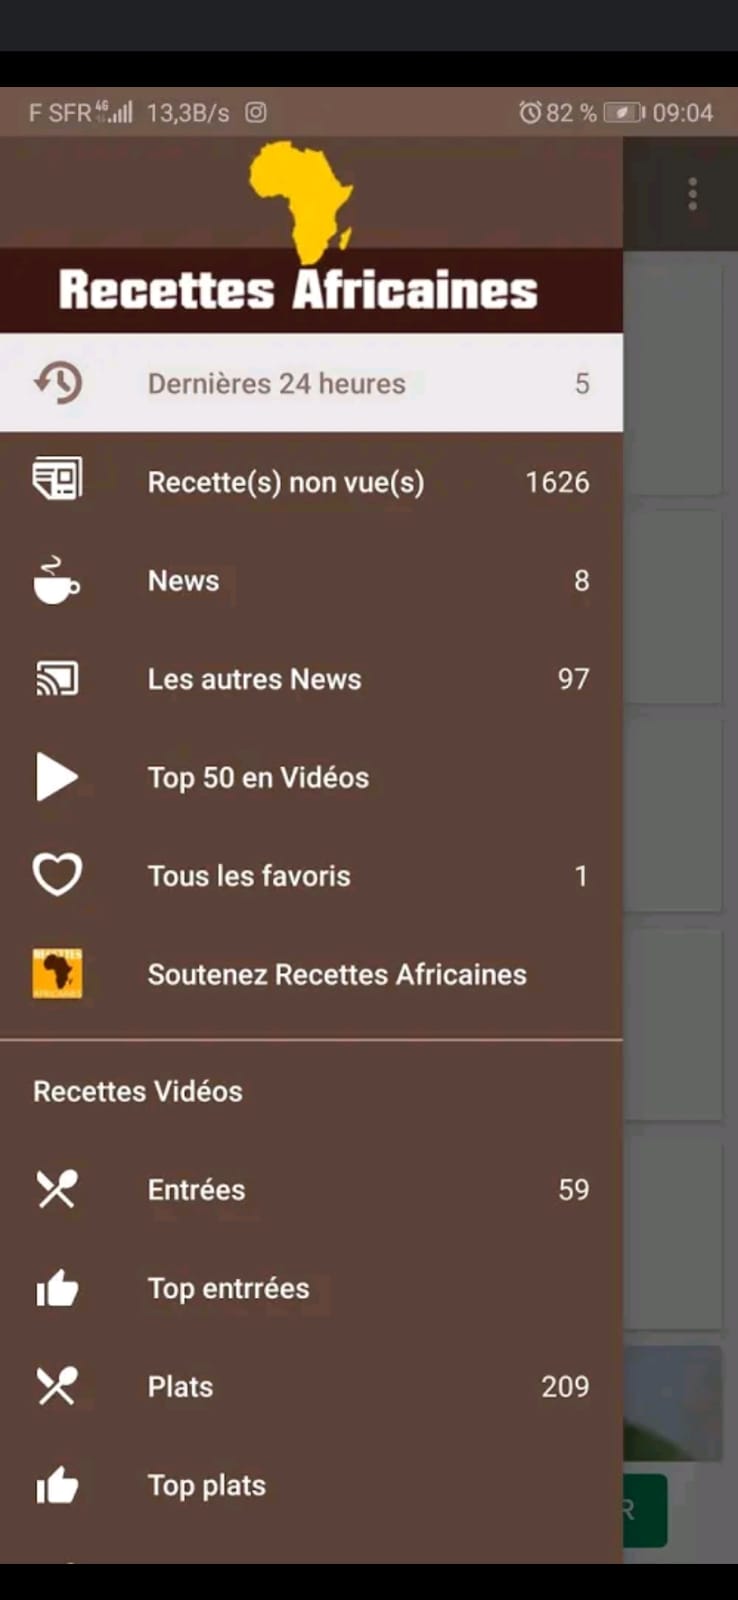 F SFR 4G 13,3B/s 82 % 09:04
Recettes Africaines
Dernières 24 heures 5
Recette(s) non vue(s) 1626
News 8
Les autres News 97
Top 50 en Vidéos
Tous les favoris 1
RECETTES
AFRICAINES
Soutenez Recettes Africaines
Recettes Vidéos
Entrées 59
Top entrrées
Plats 209
Top plats
R